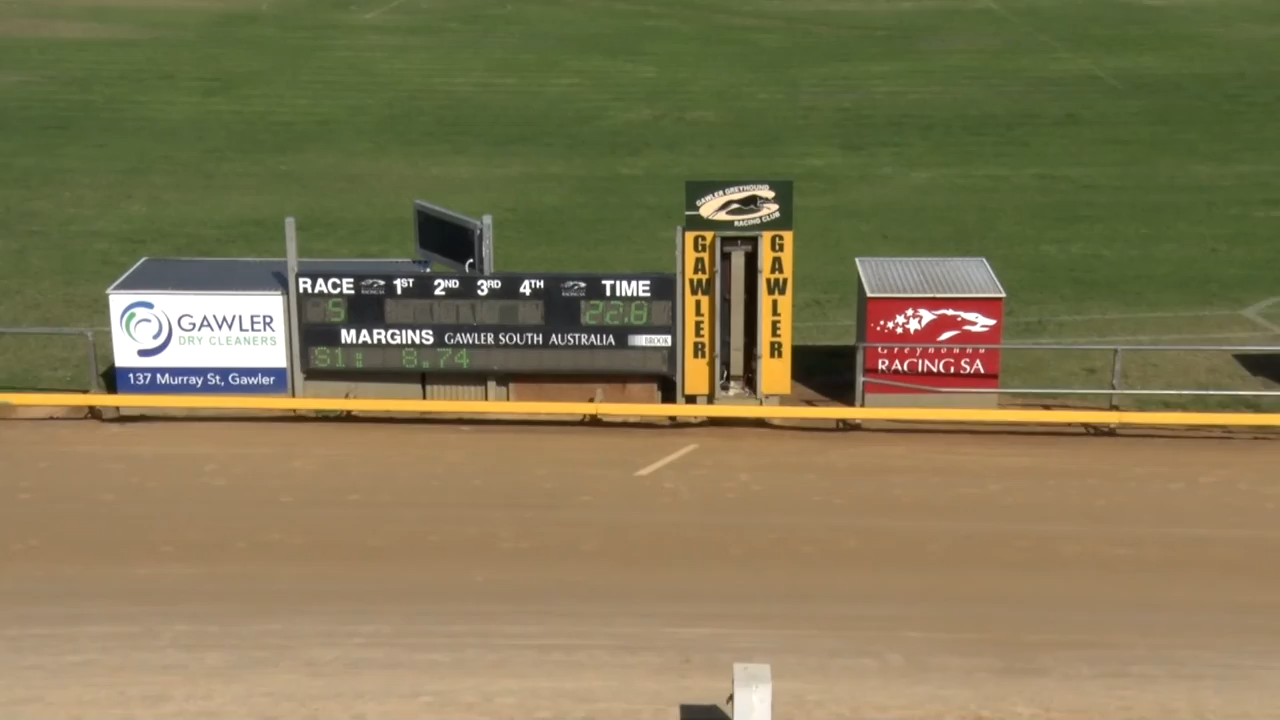 GAWLER GREYHOUND
RACING CLUB
GAWLER
GAWLER
GAWLER
DRY CLEANERS
137 Murray St, Gawler
RACE 1ST 2ND 3RD 4TH TIME
5 22.8
MARGINS GAWLER SOUTH AUSTRALIA BROOK
S1: 8.74
Greyhound
RACING SA